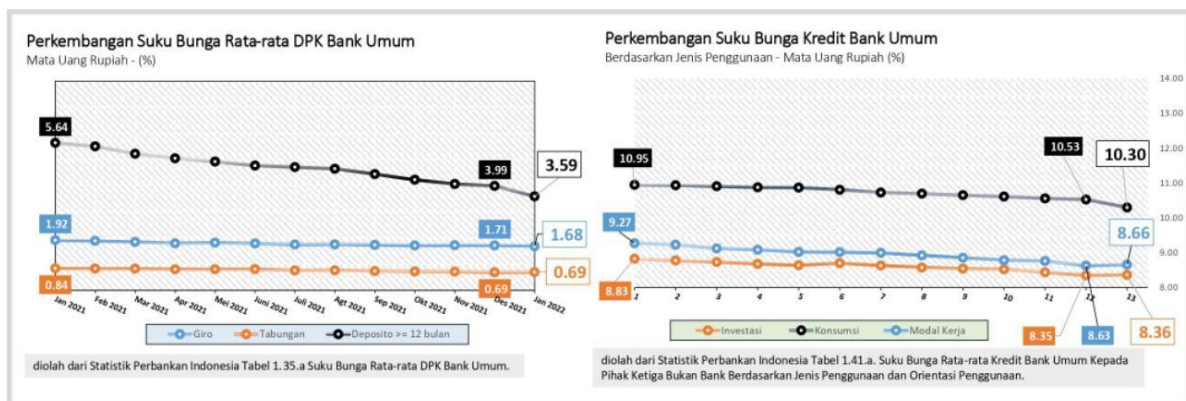 Perkembangan Suku Bunga Rata-rata DPK Bank Umum
Mata Uang Rupiah - (%)
5.64
3.99
3.59
1.92
1.71
1.68
0.84
0.69
0.69
Jan 2021
Feb 2021
Mar 2021
Apr 2021
Mei 2021
Juni 2021
Juli 2021
Agt 2021
Sep 2021
Okt 2021
Nov 2021
Des 2021
Jan 2022
Giro
Tabungan
Deposito >= 12 bulan
diolah dari Statistik Perbankan Indonesia Tabel 1.35.a Suku Bunga Rata-rata DPK Bank Umum.
Perkembangan Suku Bunga Kredit Bank Umum
Berdasarkan Jenis Penggunaan - Mata Uang Rupiah (%)
14.00
13.00
12.00
11.00
10.00
9.00
8.00
10.95
10.53
10.30
9.27
8.66
8.83
8.35
8.63
8.36
1
2
3
4
5
6
7
8
9
10
11
12
13
Investasi
Konsumsi
Modal Kerja
diolah dari Statistik Perbankan Indonesia Tabel 1.41.a. Suku Bunga Rata-rata Kredit Bank Umum Kepada
Pihak Ketiga Bukan Bank Berdasarkan Jenis Penggunaan dan Orientasi Penggunaan.